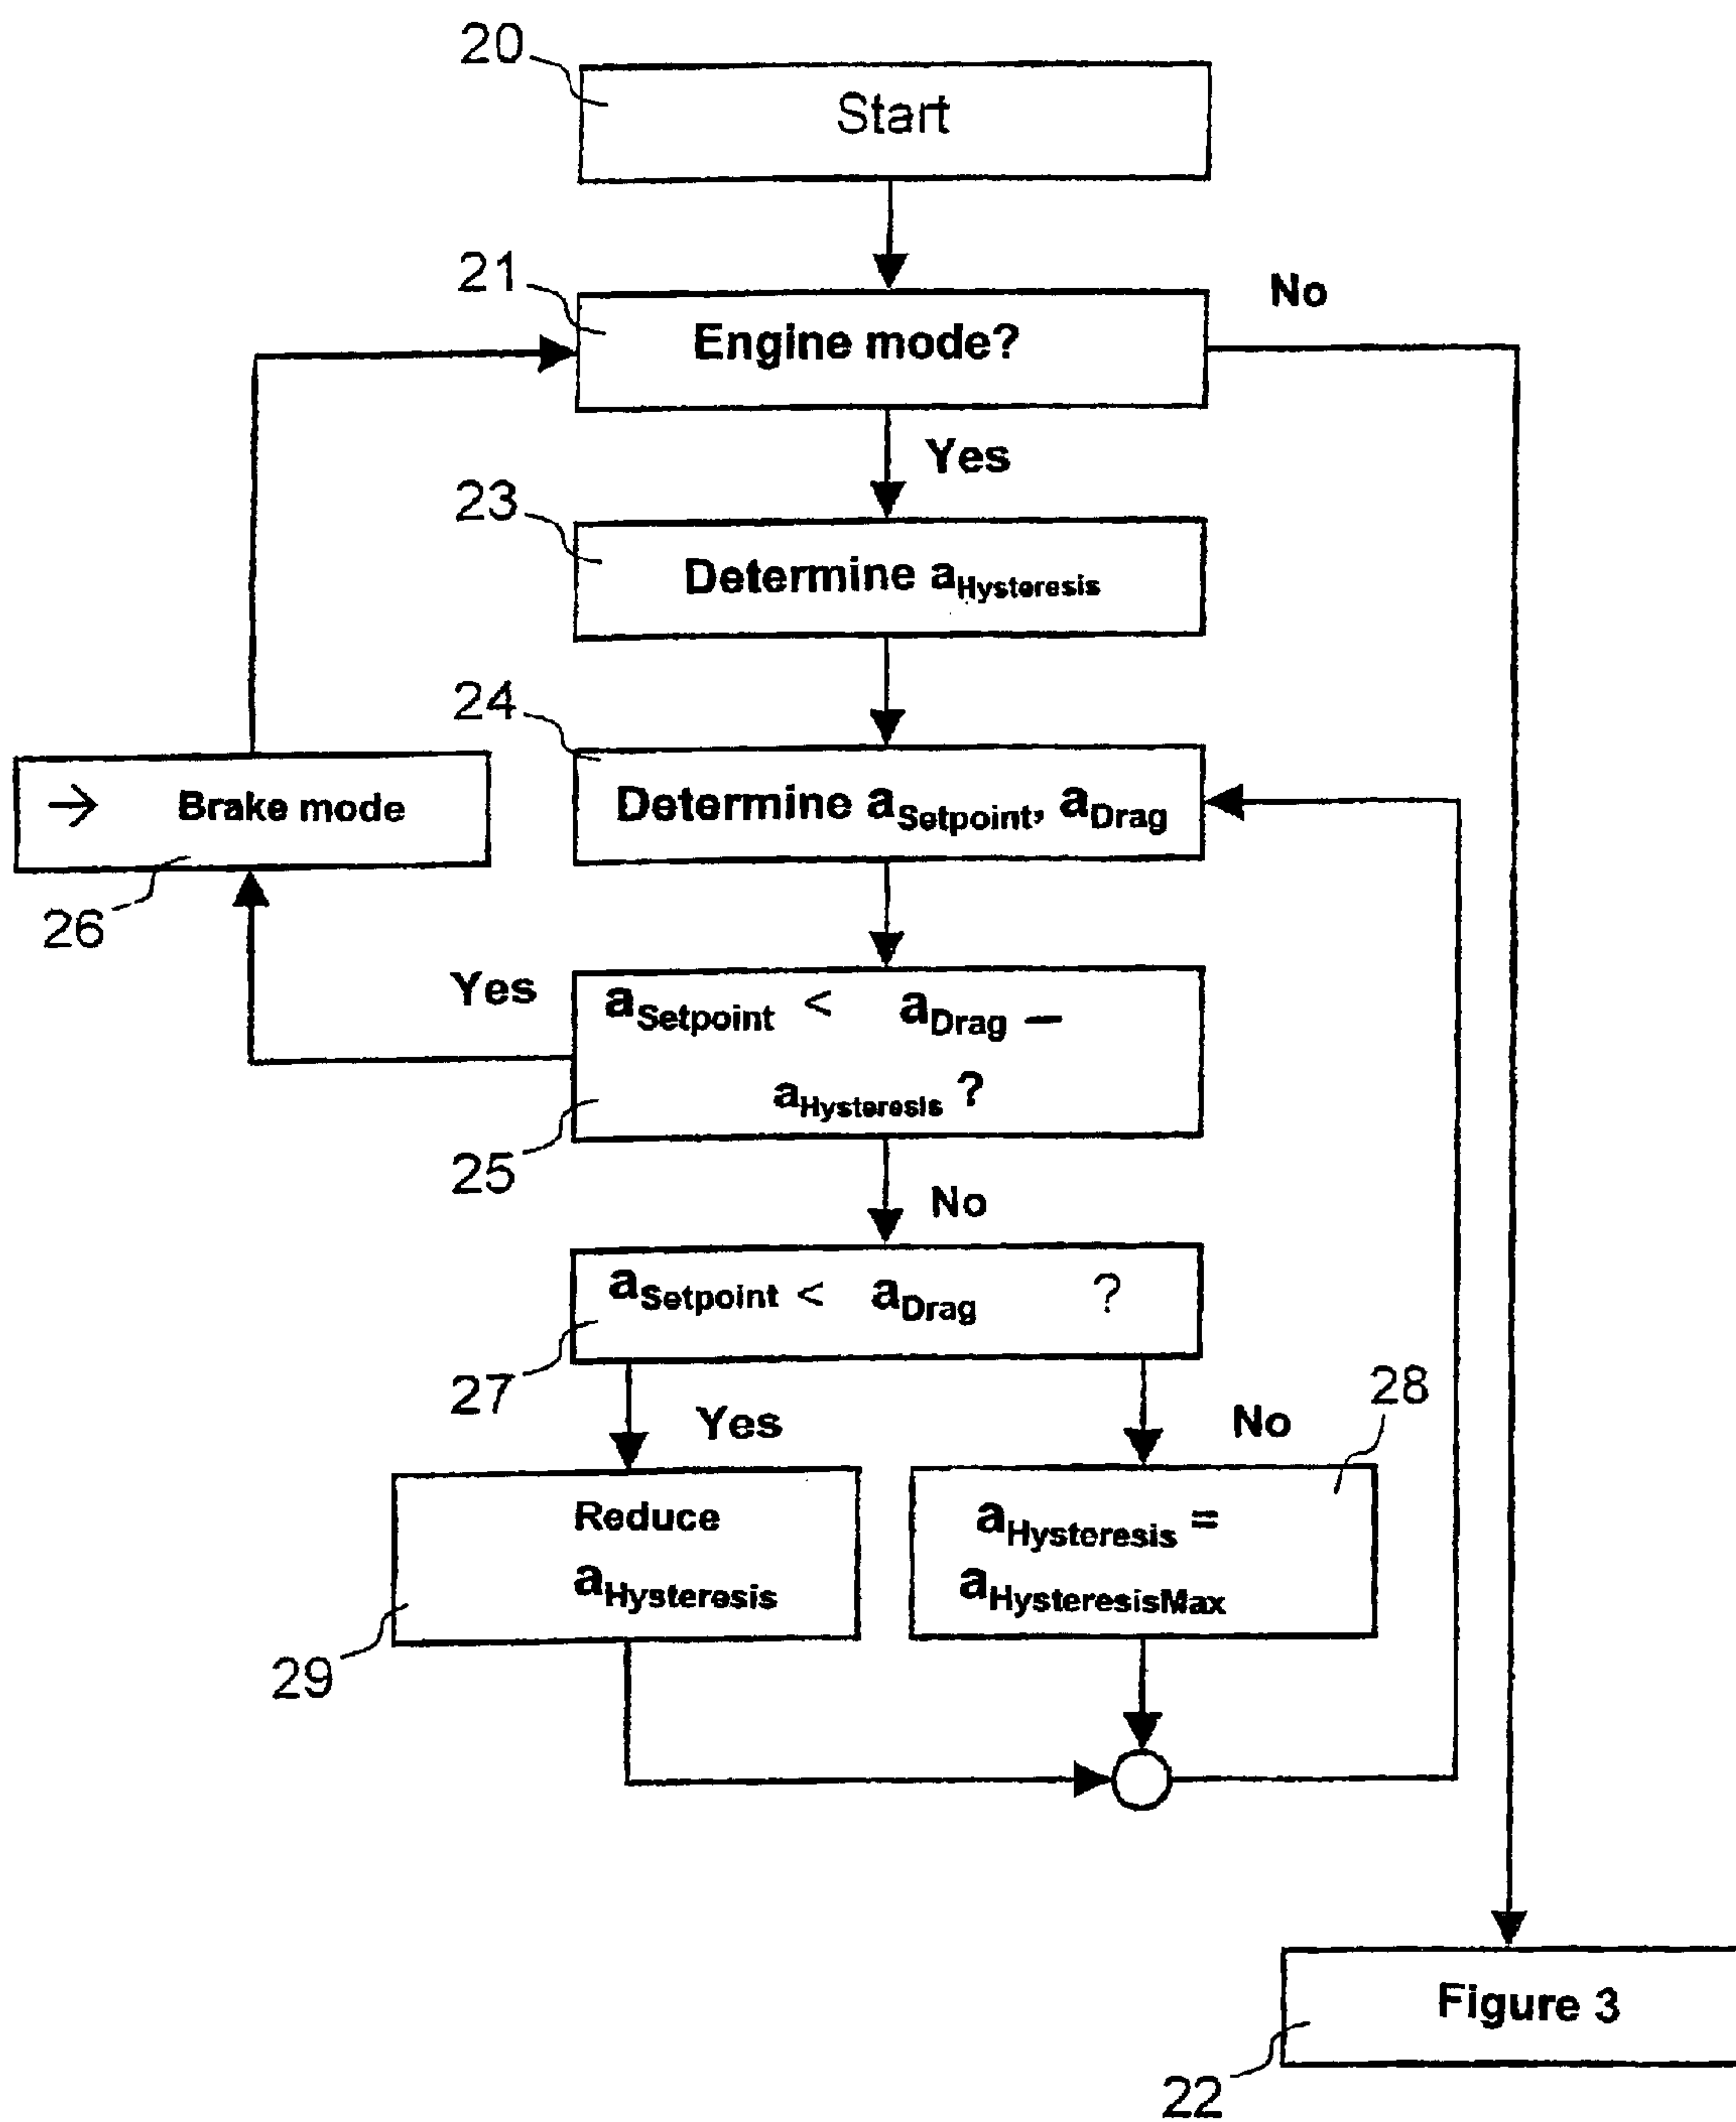 20
Start
21
Engine mode?
No
Yes
23
Determine aHysteresis
24
Determine aSetpoint, aDrag
→ Brake mode
26
Yes
aSetpoint < aDrag –
aHysteresis ?
25
No
aSetpoint < aDrag ?
27
Yes
No
28
Reduce
aHysteresis
29
aHysteresis =
aHysteresisMax
Figure 3
22